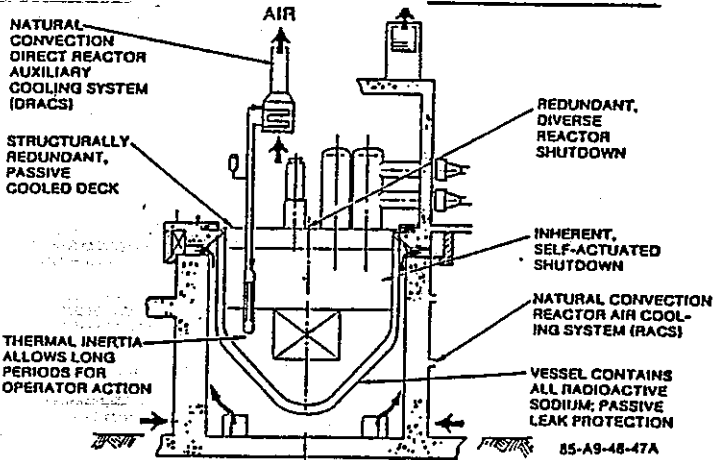 AIR
NATURAL
CONVECTION
DIRECT REACTOR
AUXILIARY
COOLING SYSTEM
(DRACS)
STRUCTURALLY
REDUNDANT,
PASSIVE
COOLED DECK
THERMAL INERTIA
ALLOWS LONG
PERIODS FOR
OPERATOR ACTION
REDUNDANT,
DIVERSE
REACTOR
SHUTDOWN
INHERENT,
SELF-ACTUATED
SHUTDOWN
NATURAL CONVECTION
REACTOR AIR COOL-
ING SYSTEM (RACS)
VESSEL CONTAINS
ALL RADIOACTIVE
SODIUM; PASSIVE
LEAK PROTECTION
85-A9-48-47A